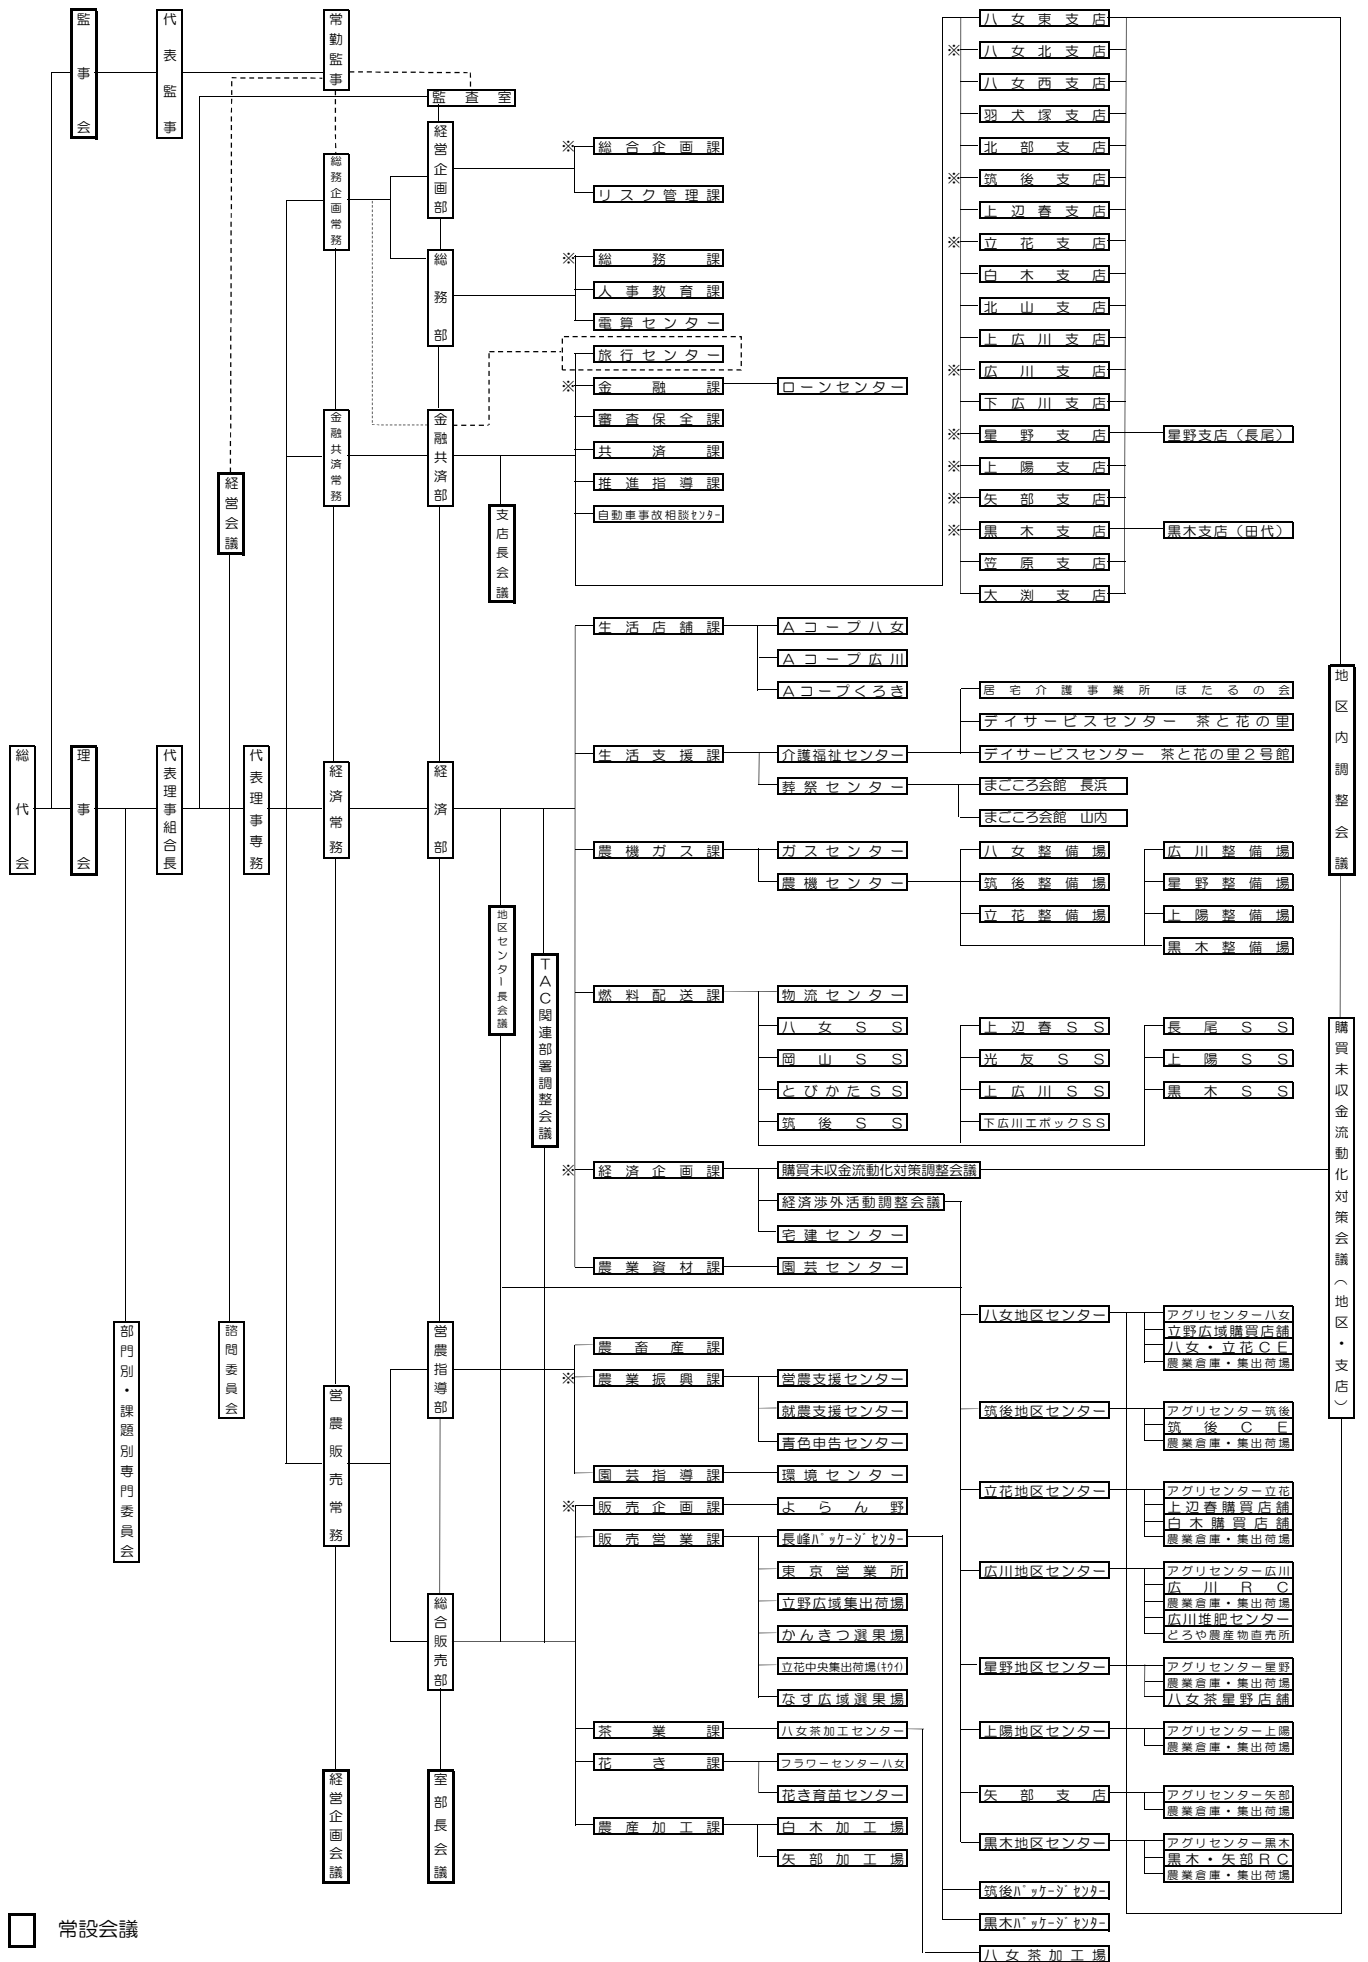 総代会
監事会
理事会
代表監事
代表理事組合長
部門別・課題別専門委員会
代表理事専務
経営会議
諮問委員会
常勤監事
総務企画常務
金融共済常務
経済常務
営農販売常務
経営企画会議
監査室
経営企画部
総務部
金融共済部
経済部
営農指導部
総合販売部
室部長会議
支店長会議
地区センター長会議
TAC関連部署調整会議
※総合企画課
リスク管理課
※総務課
人事教育課
電算センター
旅行センター
※金融課
ローンセンター
審査保全課
共済課
推進指導課
自動車事故相談ｾﾝﾀｰ
八女東支店
※八女北支店
八女西支店
羽犬塚支店
北部支店
※筑後支店
上辺春支店
※立花支店
白木支店
北山支店
上広川支店
※広川支店
下広川支店
※星野支店
星野支店（長尾）
※上陽支店
※矢部支店
※黒木支店
黒木支店（田代）
笠原支店
大渕支店
地区内調整会議
購買未収金流動化対策会議（地区・支店）
生活店舗課
Aコープ八女
Aコープ広川
Aコープくろき
生活支援課
介護福祉センター
居宅介護事業所　ほたるの会
デイサービスセンター　茶と花の里
デイサービスセンター　茶と花の里２号館
葬祭センター
まごころ会館　長浜
まごころ会館　山内
農機ガス課
ガスセンター
農機センター
八女整備場
筑後整備場
立花整備場
広川整備場
星野整備場
上陽整備場
黒木整備場
燃料配送課
物流センター
八女SS
岡山SS
とびかたSS
筑後SS
上辺春SS
光友SS
上広川SS
下広川エポックSS
長尾SS
上陽SS
黒木SS
※経済企画課
購買未収金流動化対策調整会議
経済渉外活動調整会議
宅建センター
農業資材課
園芸センター
農畜産課
※農業振興課
営農支援センター
就農支援センター
青色申告センター
園芸指導課
環境センター
※販売企画課
よらん野
販売営業課
長峰ﾊﾟｯｹｰｼﾞｾﾝﾀｰ
東京営業所
立野広域集出荷場
かんきつ選果場
立花中央集出荷場(ｷｳｲ)
なす広域選果場
茶業課
八女茶加工センター
花き課
フラワーセンター八女
花き育苗センター
農産加工課
白木加工場
矢部加工場
八女地区センター
アグリセンター八女
立野広域購買店舗
八女・立花CE
農業倉庫・集出荷場
筑後地区センター
アグリセンター筑後
筑後CE
農業倉庫・集出荷場
立花地区センター
アグリセンター立花
上辺春購買店舗
白木購買店舗
農業倉庫・集出荷場
広川地区センター
アグリセンター広川
広川RC
農業倉庫・集出荷場
広川堆肥センター
どろや農産物直売所
星野地区センター
アグリセンター星野
農業倉庫・集出荷場
八女茶星野店舗
上陽地区センター
アグリセンター上陽
農業倉庫・集出荷場
矢部支店
アグリセンター矢部
農業倉庫・集出荷場
黒木地区センター
アグリセンター黒木
黒木・矢部RC
農業倉庫・集出荷場
筑後ﾊﾟｯｹｰｼﾞｾﾝﾀｰ
黒木ﾊﾟｯｹｰｼﾞｾﾝﾀｰ
八女茶加工場
常設会議